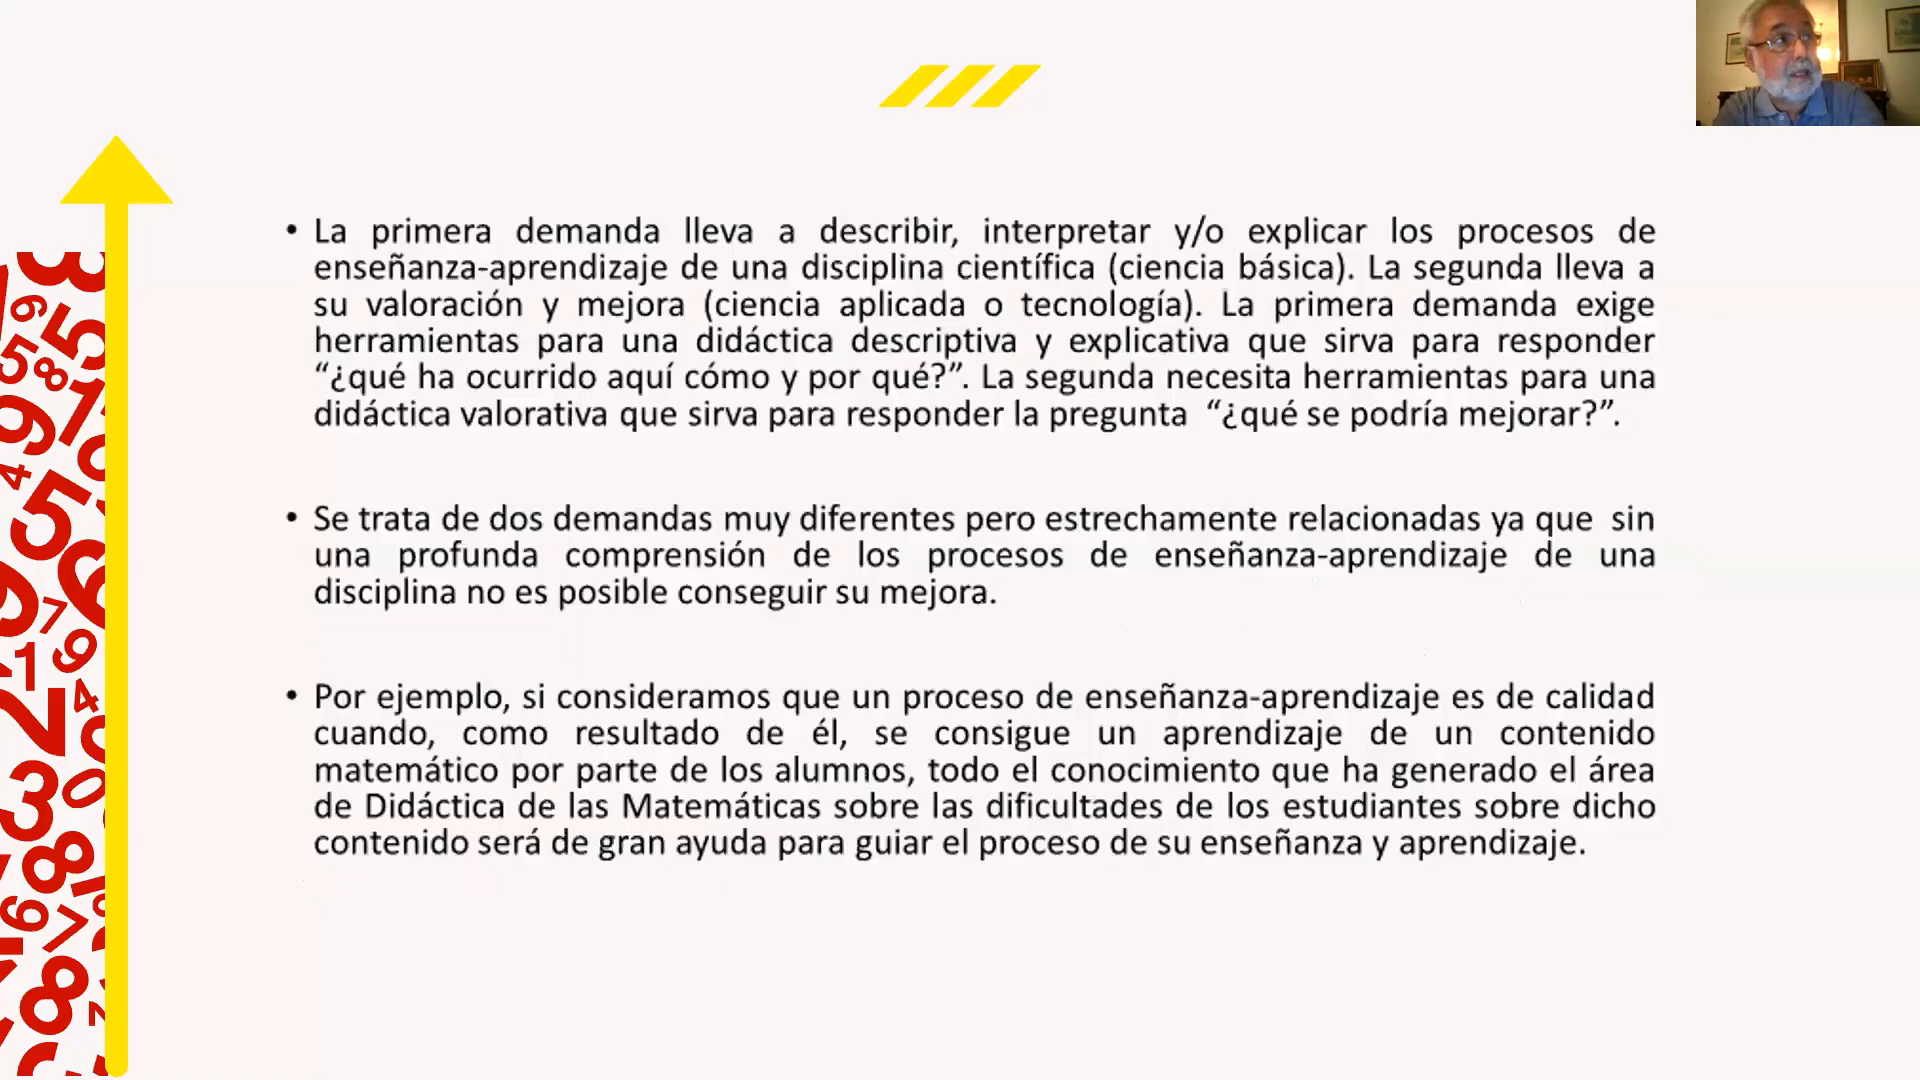 • La primera demanda lleva a describir, interpretar y/o explicar los procesos de
enseñanza-aprendizaje de una disciplina científica (ciencia básica). La segunda lleva a
su valoración y mejora (ciencia aplicada o tecnología). La primera demanda exige
herramientas para una didáctica descriptiva y explicativa que sirva para responder
“¿qué ha ocurrido aquí cómo y por qué?”. La segunda necesita herramientas para una
didáctica valorativa que sirva para responder la pregunta “¿qué se podría mejorar?”.
• Se trata de dos demandas muy diferentes pero estrechamente relacionadas ya que sin
una profunda comprensión de los procesos de enseñanza-aprendizaje de una
disciplina no es posible conseguir su mejora.
• Por ejemplo, si consideramos que un proceso de enseñanza-aprendizaje es de calidad
cuando, como resultado de él, se consigue un aprendizaje de un contenido
matemático por parte de los alumnos, todo el conocimiento que ha generado el área
de Didáctica de las Matemáticas sobre las dificultades de los estudiantes sobre dicho
contenido será de gran ayuda para guiar el proceso de su enseñanza y aprendizaje.